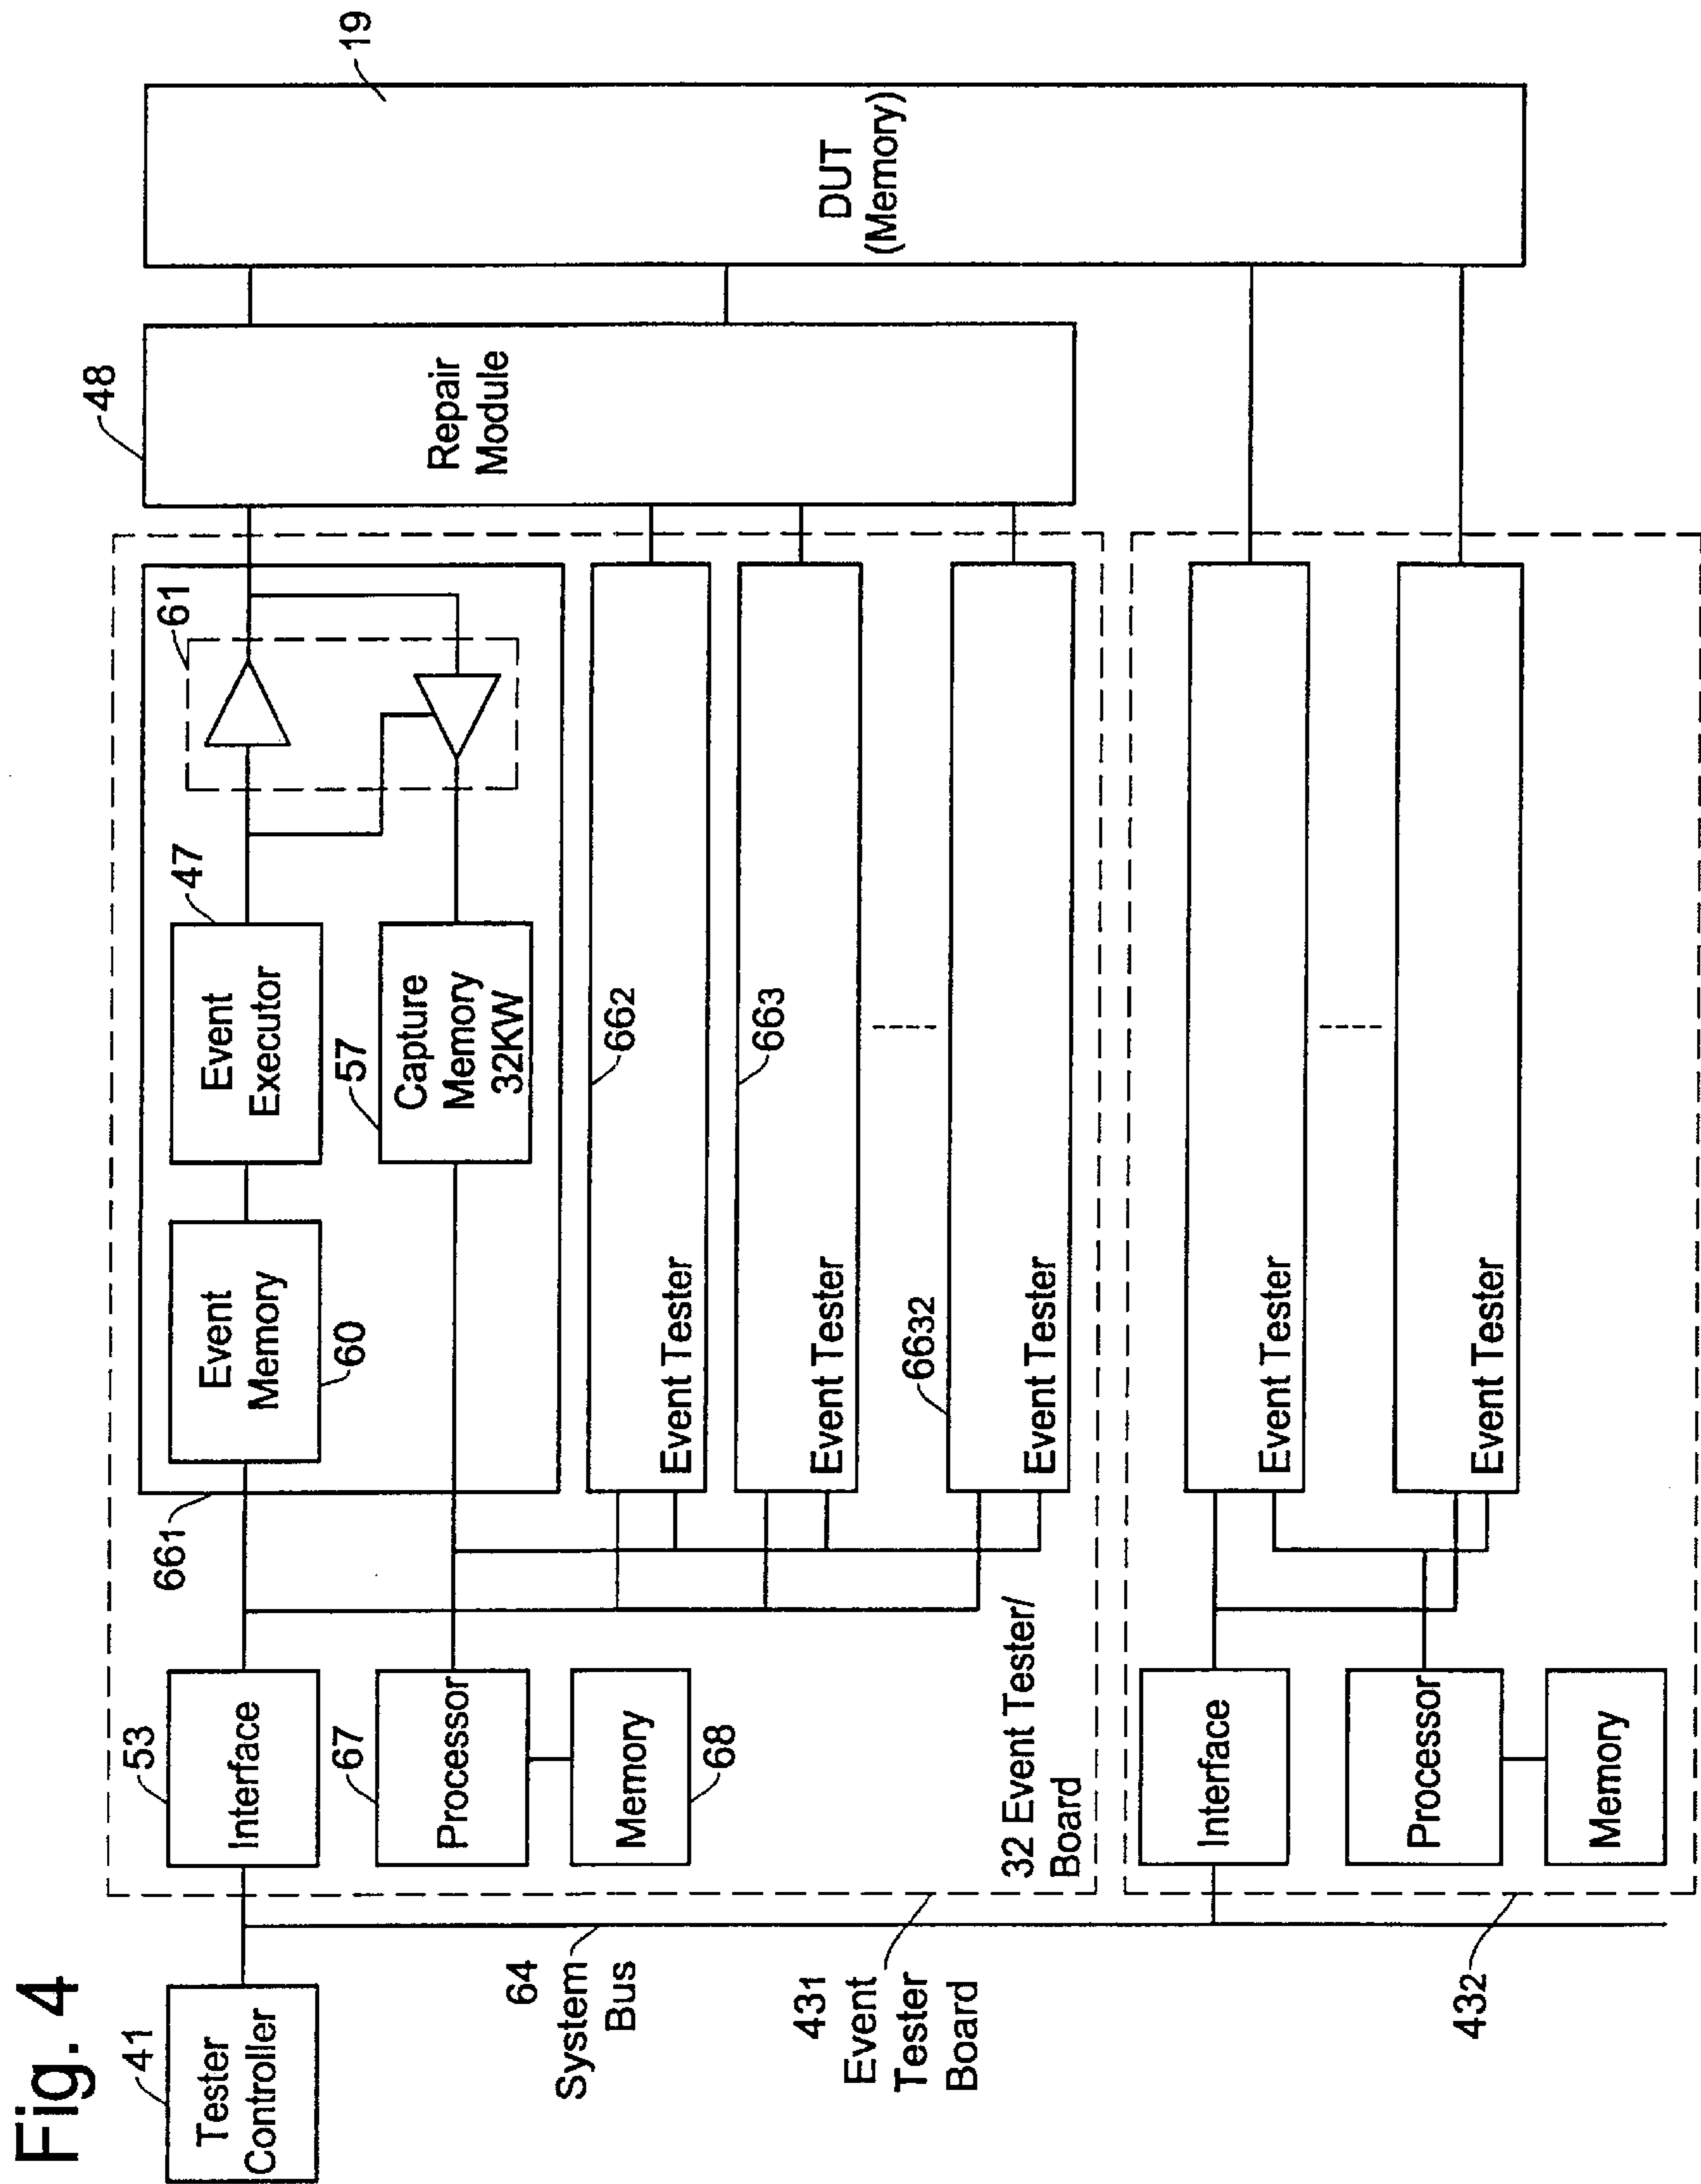 Fig. 4
41
Tester
Controller
64
System
Bus
43₁
Event
Tester
Board
43₂
53
Interface
67
Processor
Memory
68
32 Event Tester/
Board
66₁
Event
Memory
60
47
Event
Executor
57
Capture
Memory
32KW
61
66₂
Event Tester
66₃
Event Tester
66₃₂
Event Tester
48
Repair
Module
19
DUT
(Memory)
Interface
Processor
Memory
Event Tester
Event Tester